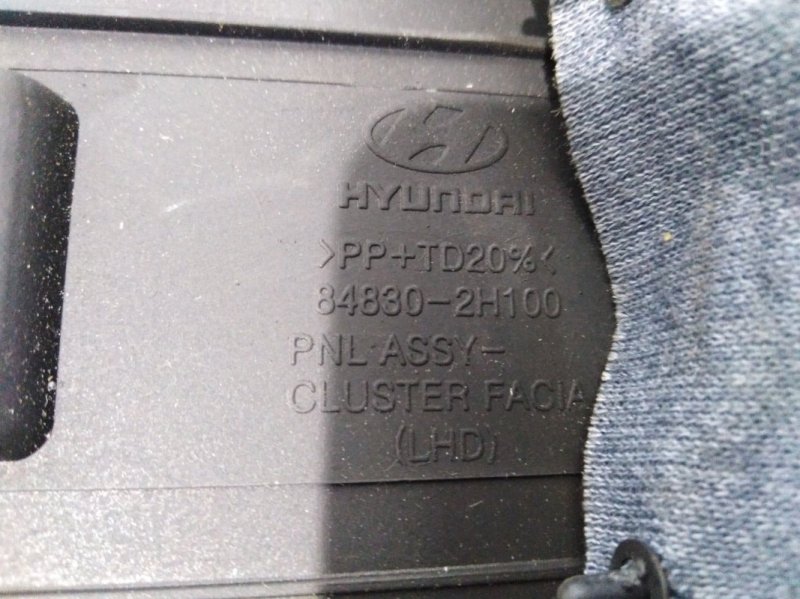 HYUNDAI
>PP+TD20%<
84830-2H100
PNL ASSY-
CLUSTER FACIA
(LHD)